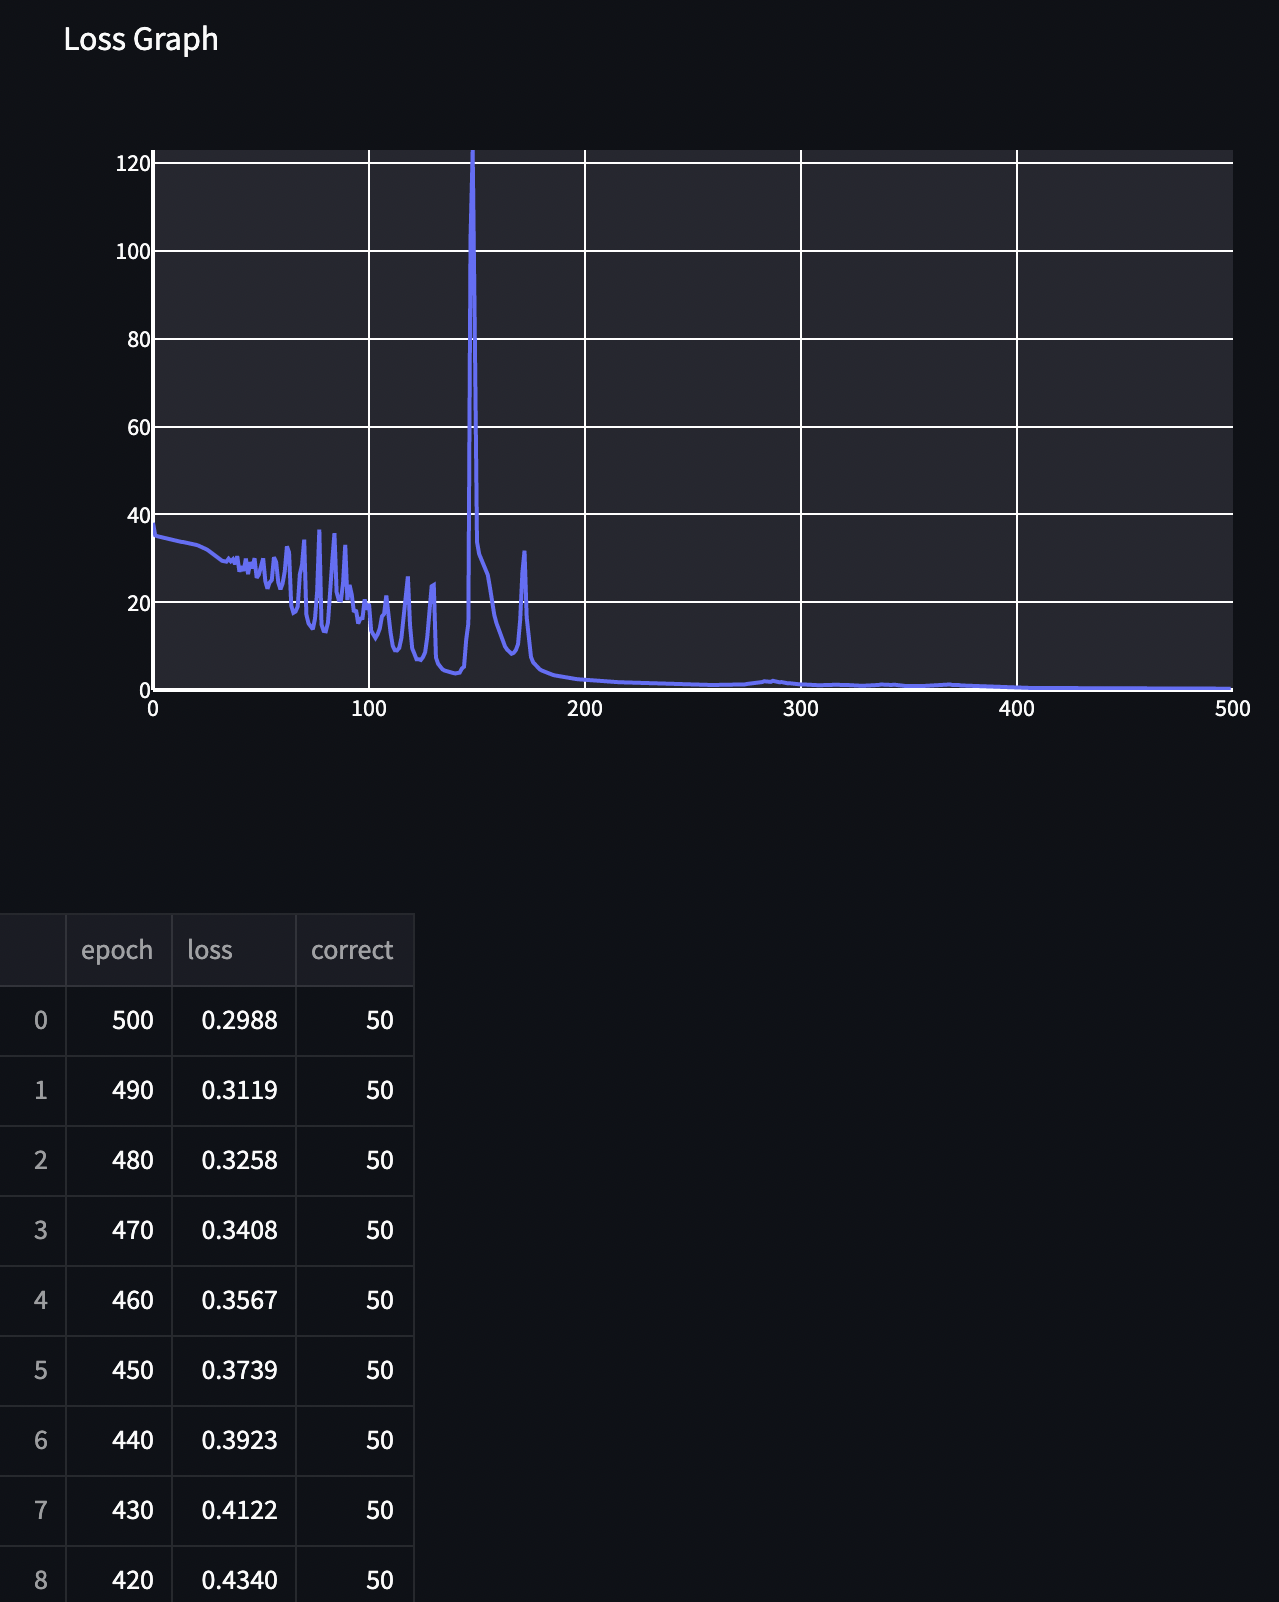 Loss Graph
120
100
80
60
40
20
0
0 100 200 300 400 500
epoch loss correct
0 500 0.2988 50
1 490 0.3119 50
2 480 0.3258 50
3 470 0.3408 50
4 460 0.3567 50
5 450 0.3739 50
6 440 0.3923 50
7 430 0.4122 50
8 420 0.4340 50